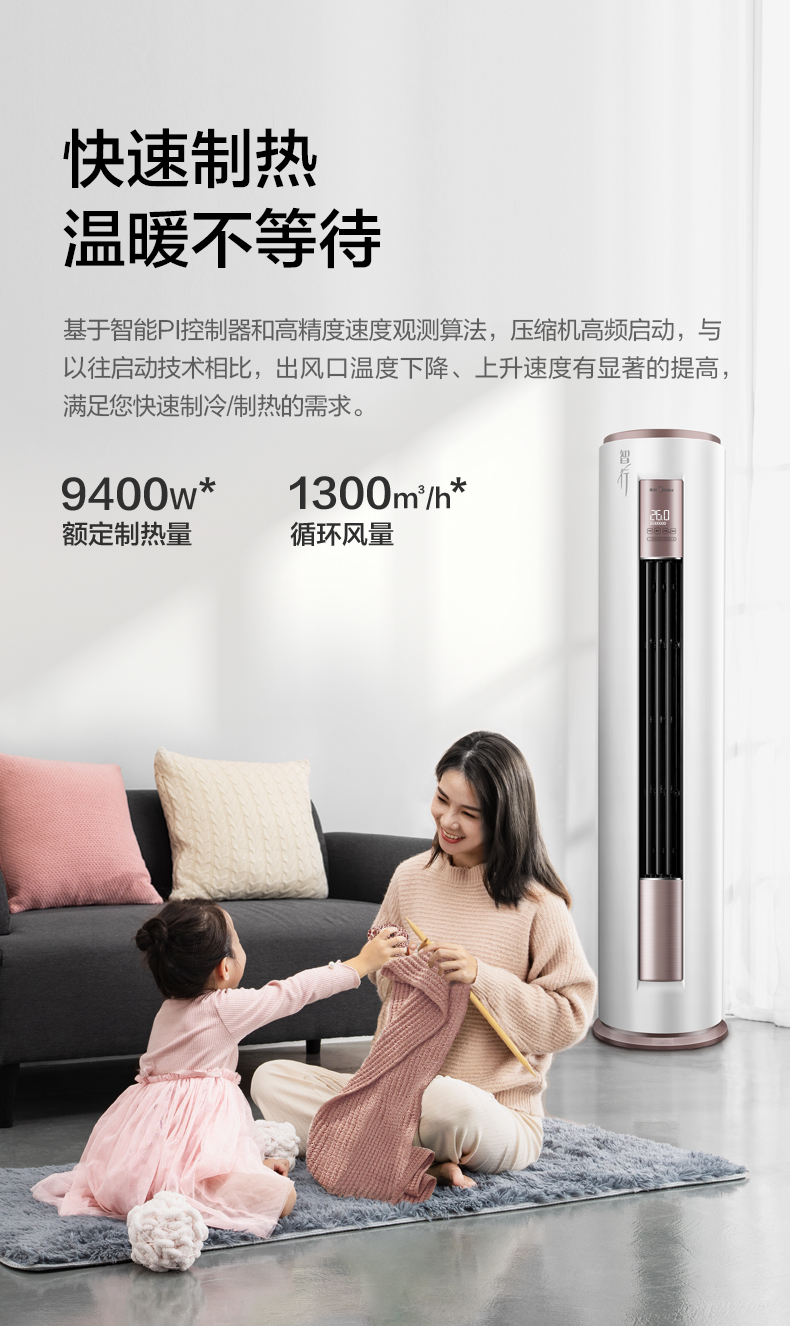 快速制热
温暖不等待
基于智能PI控制器和高精度速度观测算法，压缩机高频启动，与
以往启动技术相比，出风口温度下降、上升速度有显著的提高，
满足您快速制冷/制热的需求。
9400w* 1300m³/h*
额定制热量 循环风量
智行
26.0